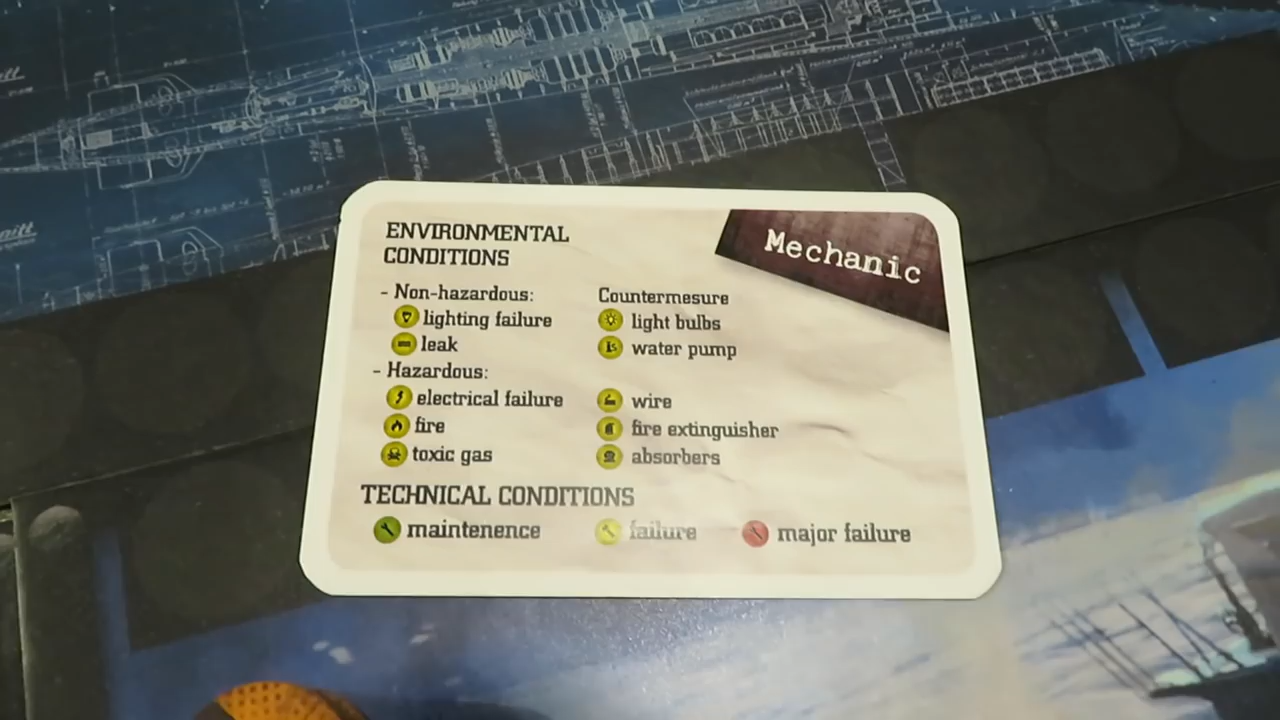 ENVIRONMENTAL
CONDITIONS
Mechanic
- Non-hazardous:
Countermesure
lighting failure
light bulbs
leak
water pump
- Hazardous:
electrical failure
wire
fire
fire extinguisher
toxic gas
absorbers
TECHNICAL CONDITIONS
maintenence
failure
major failure